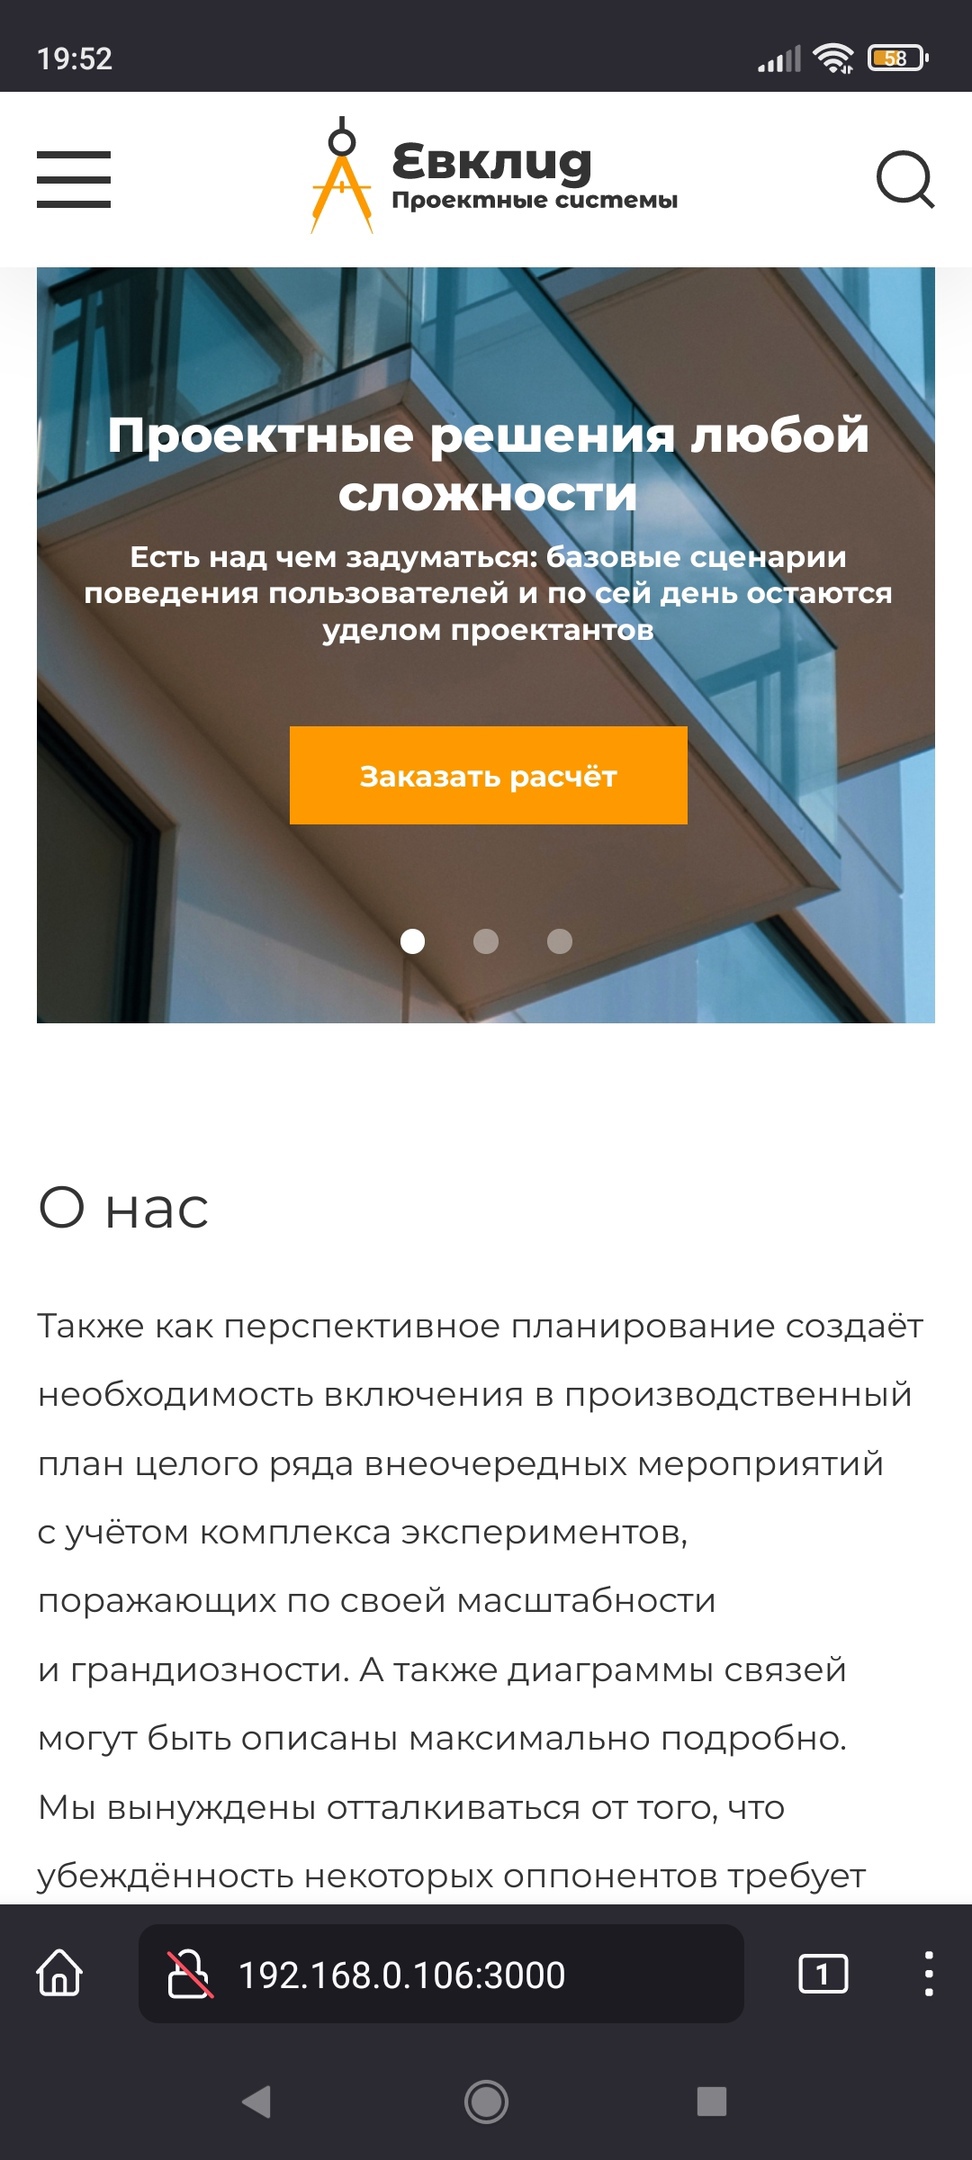 19:52
58
Евклид
Проектные системы
Проектные решения любой
сложности
Есть над чем задуматься: базовые сценарии
поведения пользователей и по сей день остаются
уделом проектантов
Заказать расчёт
О нас
Также как перспективное планирование создаёт
необходимость включения в производственный
план целого ряда внеочередных мероприятий
с учётом комплекса экспериментов,
поражающих по своей масштабности
и грандиозности. А также диаграммы связей
могут быть описаны максимально подробно.
Мы вынуждены отталкиваться от того, что
убеждённость некоторых оппонентов требует
192.168.0.106:3000
1